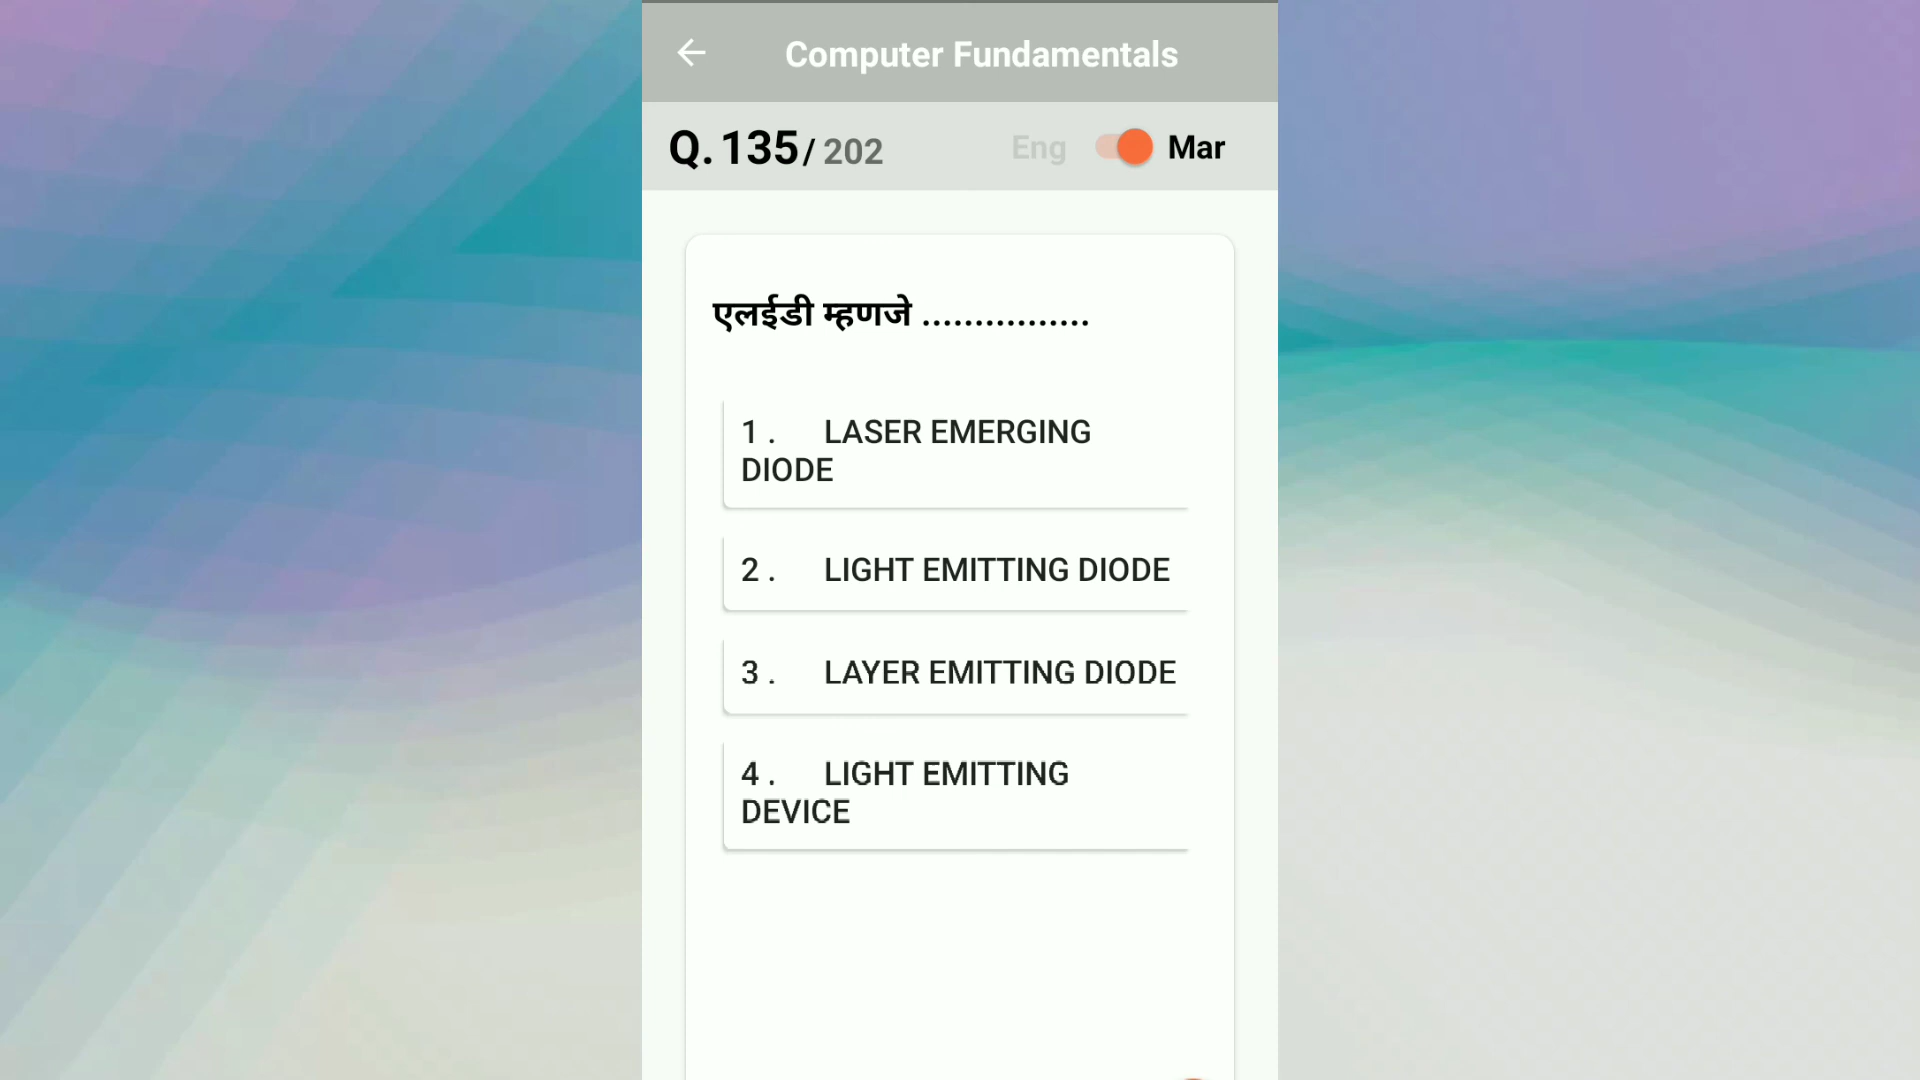 Computer Fundamentals
Q. 135/ 202 Eng Mar
एलईडी म्हणजे ................
1 . LASER EMERGING
DIODE
2 . LIGHT EMITTING DIODE
3 . LAYER EMITTING DIODE
4 . LIGHT EMITTING
DEVICE